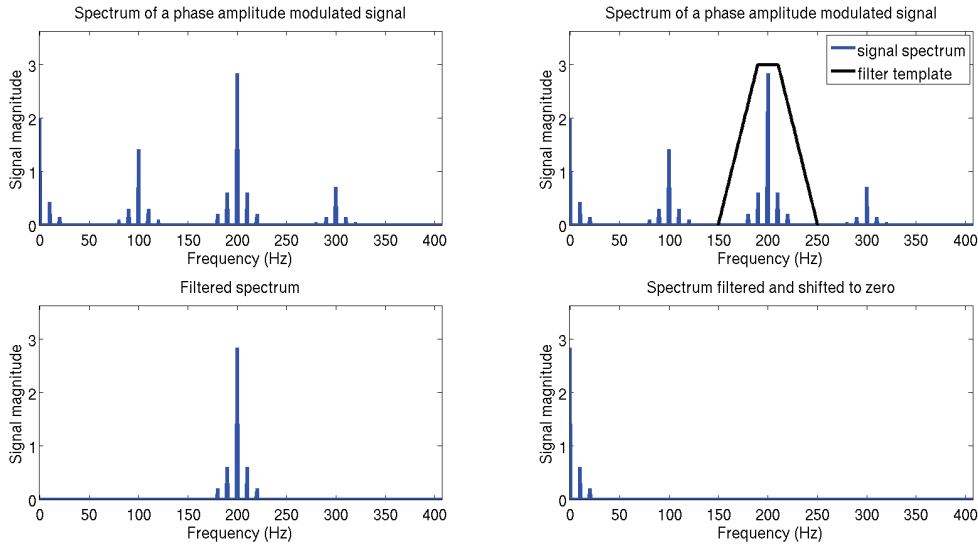 Spectrum of a phase amplitude modulated signal
Signal magnitude
3
2
1
0
0 50 100 150 200 250 300 350 400
Frequency (Hz)
Spectrum of a phase amplitude modulated signal
signal spectrum
filter template
Signal magnitude
3
2
1
0
0 50 100 150 200 250 300 350 400
Frequency (Hz)
Filtered spectrum
Signal magnitude
3
2
1
0
0 50 100 150 200 250 300 350 400
Frequency (Hz)
Spectrum filtered and shifted to zero
Signal magnitude
3
2
1
0
0 50 100 150 200 250 300 350 400
Frequency (Hz)